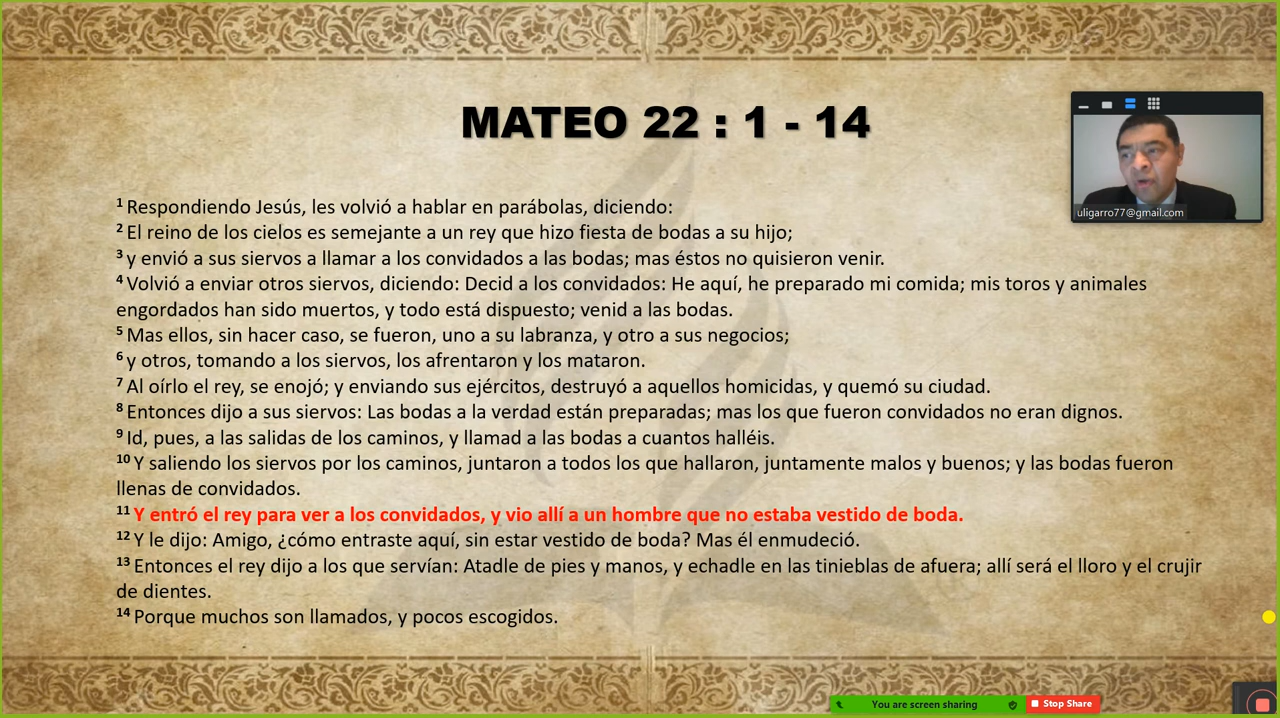 MATEO 22 : 1 - 14
uligarro77@gmail.com
1 Respondiendo Jesús, les volvió a hablar en parábolas, diciendo:
2 El reino de los cielos es semejante a un rey que hizo fiesta de bodas a su hijo;
3 y envió a sus siervos a llamar a los convidados a las bodas; mas éstos no quisieron venir.
4 Volvió a enviar otros siervos, diciendo: Decid a los convidados: He aquí, he preparado mi comida; mis toros y animales
engordados han sido muertos, y todo está dispuesto; venid a las bodas.
5 Mas ellos, sin hacer caso, se fueron, uno a su labranza, y otro a sus negocios;
6 y otros, tomando a los siervos, los afrentaron y los mataron.
7 Al oírlo el rey, se enojó; y enviando sus ejércitos, destruyó a aquellos homicidas, y quemó su ciudad.
8 Entonces dijo a sus siervos: Las bodas a la verdad están preparadas; mas los que fueron convidados no eran dignos.
9 Id, pues, a las salidas de los caminos, y llamad a las bodas a cuantos halléis.
10 Y saliendo los siervos por los caminos, juntaron a todos los que hallaron, juntamente malos y buenos; y las bodas fueron
llenas de convidados.
11 Y entró el rey para ver a los convidados, y vio allí a un hombre que no estaba vestido de boda.
12 Y le dijo: Amigo, ¿cómo entraste aquí, sin estar vestido de boda? Mas él enmudeció.
13 Entonces el rey dijo a los que servían: Atadle de pies y manos, y echadle en las tinieblas de afuera; allí será el lloro y el crujir
de dientes.
14 Porque muchos son llamados, y pocos escogidos.
You are screen sharing
Stop Share